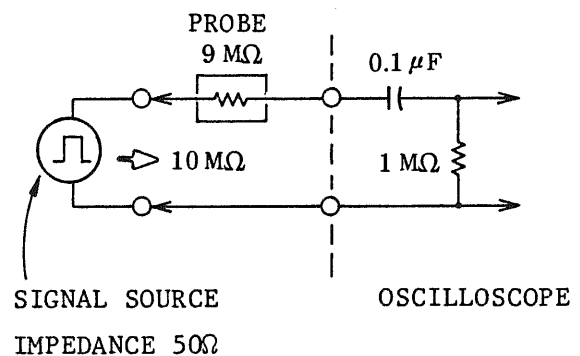 PROBE
9 MΩ
0.1 μF
10 MΩ
1 MΩ
SIGNAL SOURCE
IMPEDANCE 50Ω
OSCILLOSCOPE